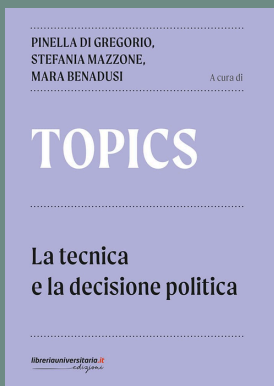 PINELLA DI GREGORIO,
STEFANIA MAZZONE,
MARA BENADUSI
A cura di
TOPICS
La tecnica
e la decisione politica
libreriauniversitaria.it
edizioni